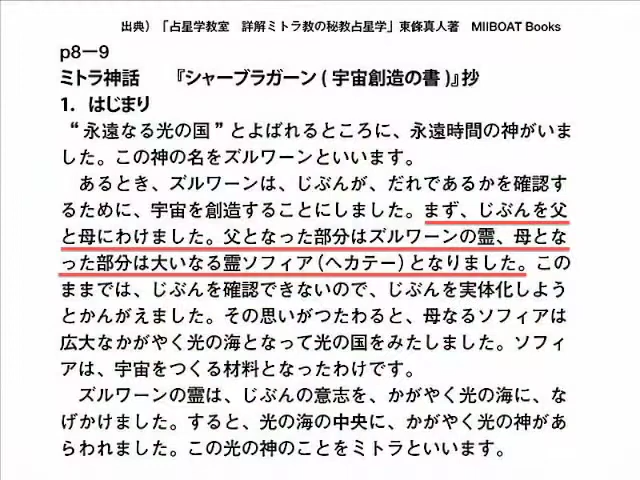 出典）「占星学教室　詳解ミトラ教の秘教占星学」東條真人著　MIIBOAT Books
p8ー9
ミトラ神話　　『シャーブラガーン ( 宇宙創造の書 )』抄
1．はじまり
“ 永遠なる光の国 ” とよばれるところに、永遠時間の神がいま
した。この神の名をズルワーンといいます。
あるとき、ズルワーンは、じぶんが、だれであるかを確認す
るために、宇宙を創造することにしました。まず、じぶんを父
と母にわけました。父となった部分はズルワーンの霊、母とな
った部分は大いなる霊ソフィア（ヘカテー）となりました。この
ままでは、じぶんを確認できないので、じぶんを実体化しよう
とかんがえました。その思いがつたわると、母なるソフィアは
広大なかがやく光の海となって光の国をみたしました。ソフィ
アは、宇宙をつくる材料となったわけです。
ズルワーンの霊は、じぶんの意志を、かがやく光の海に、な
げかけました。すると、光の海の中央に、かがやく光の神があ
らわれました。この光の神のことをミトラといいます。